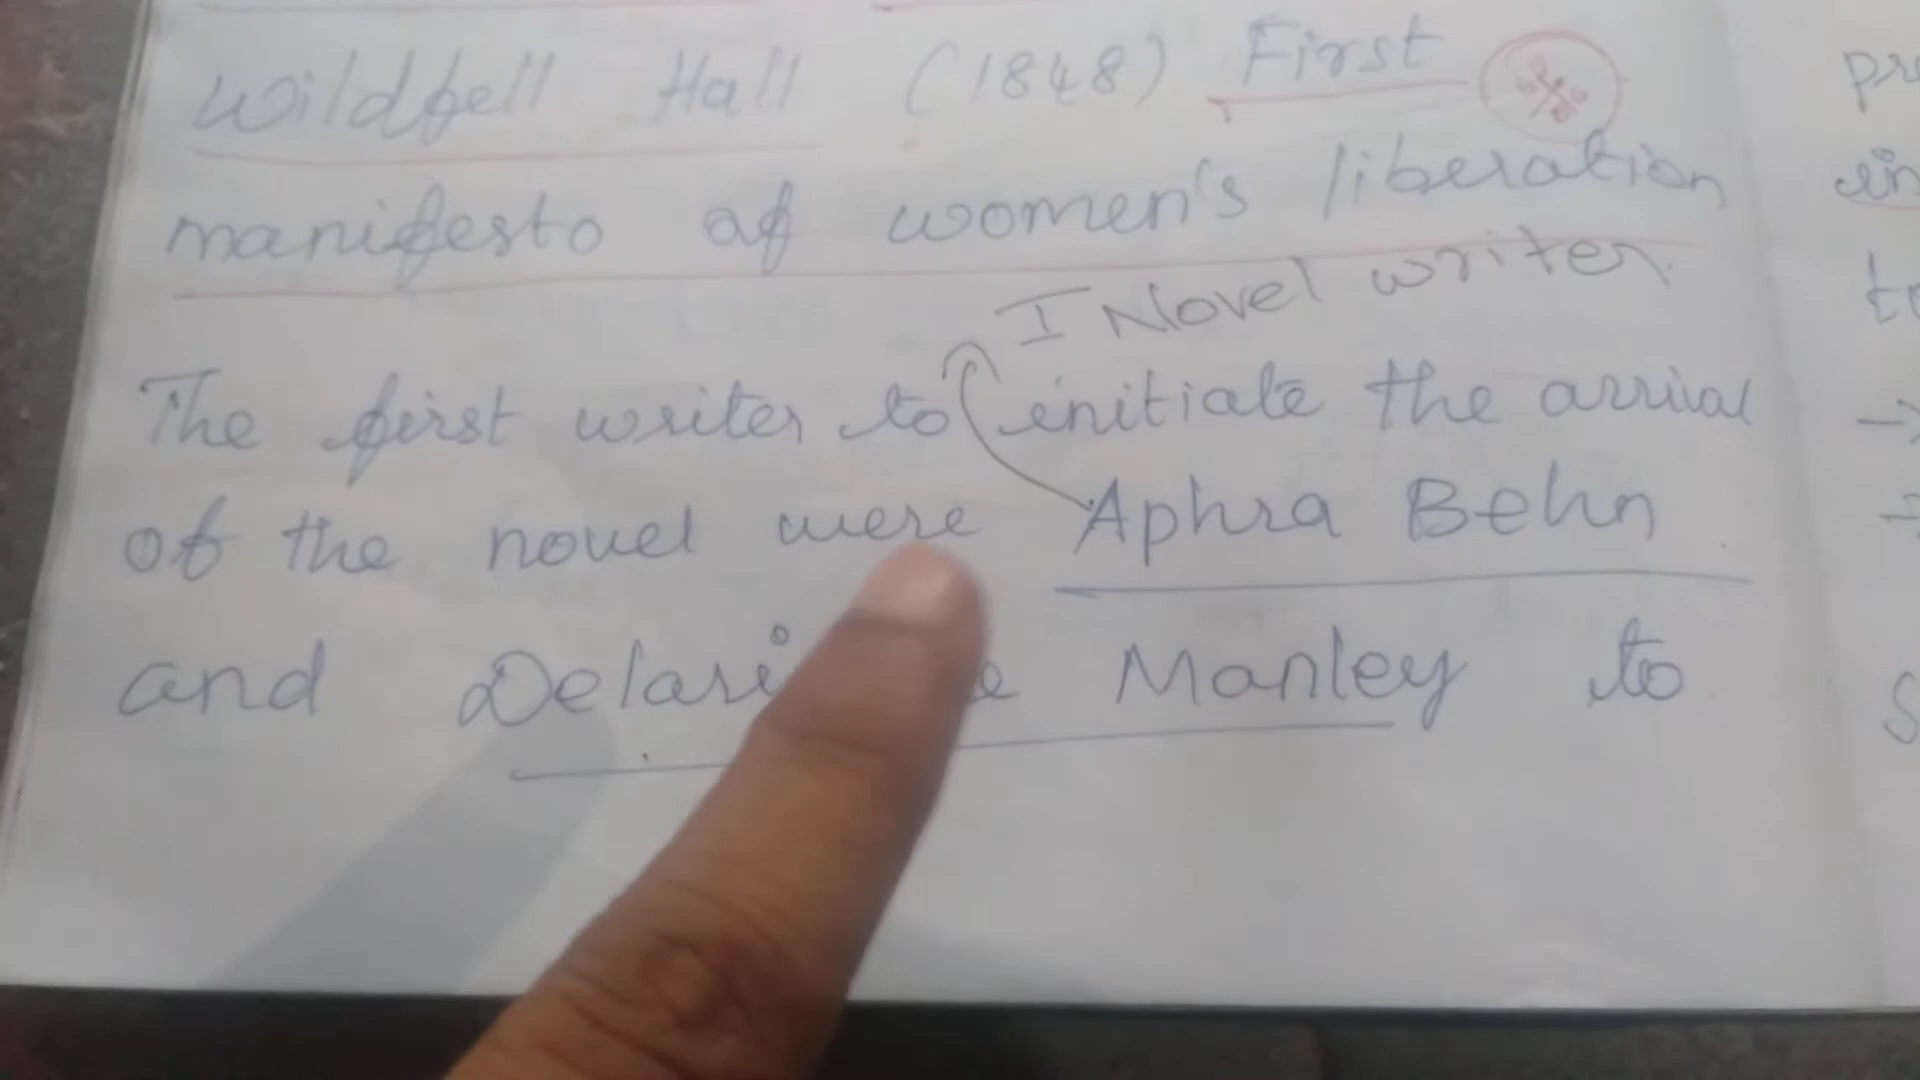 Wildfell Hall (1848) First
manifesto of women's liberation
I Novel writer
The first writer to initiate the arrival
of the novel were Aphra Behn
and Manley to